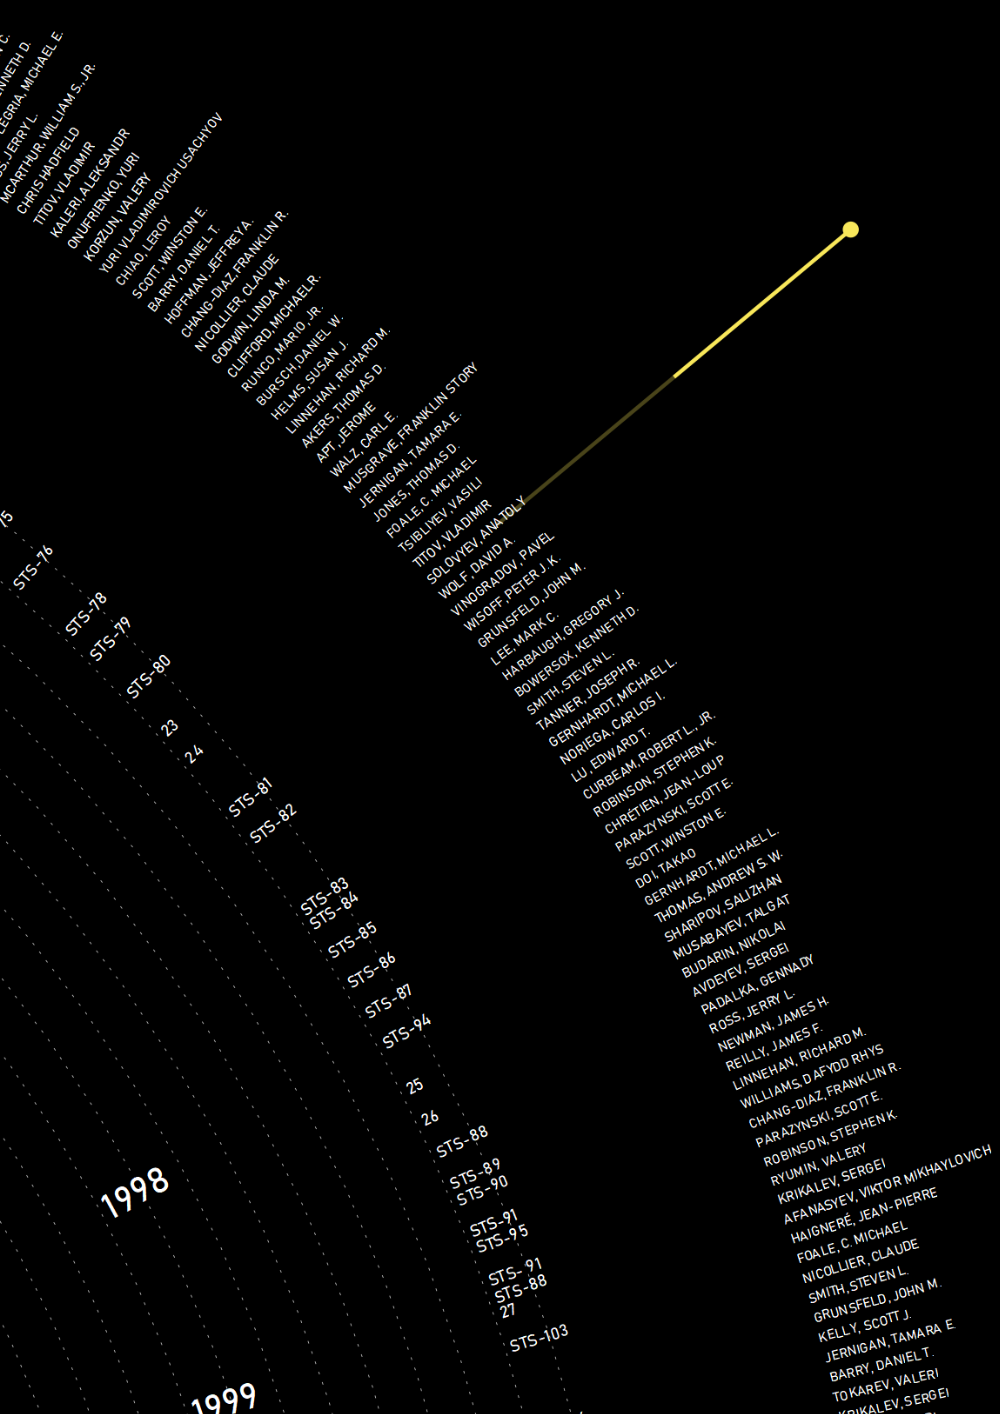 C.
NNETH D.
LEGRIA, MICHAEL E.
SS, JERRY L.
MCARTHUR, WILLIAM S., JR.
CHRIS HADFIELD
TITOV, VLADIMIR
KALERI, ALEKSANDR
ONUFRIENKO, YURI
KORZUN, VALERY
YURI VLADIMIROVICH USACHYOV
CHIAO, LEROY
SCOTT, WINSTON E.
BARRY, DANIEL T.
HOFFMAN, JEFFREY A.
CHANG-DIAZ, FRANKLIN R.
NICOLLIER, CLAUDE
GODWIN, LINDA M.
CLIFFORD, MICHAEL R.
RUNCO, MARIO, JR.
BURSCH, DANIEL W.
HELMS, SUSAN J.
LINNEHAN, RICHARD M.
AKERS, THOMAS D.
APT, JEROME
WALZ, CARL E.
MUSGRAVE, FRANKLIN STORY
JERNIGAN, TAMARA E.
JONES, THOMAS D.
FOALE, C. MICHAEL
TSIBLIYEV, VASILI
TITOV, VLADIMIR
SOLOVYEV, ANATOLY
WOLF, DAVID A.
VINOGRADOV, PAVEL
WISOFF, PETER J. K.
GRUNSFELD, JOHN M.
LEE, MARK C.
HARBAUGH, GREGORY J.
BOWERSOX, KENNETH D.
SMITH, STEVEN L.
TANNER, JOSEPH R.
GERNHARDT, MICHAEL L.
NORIEGA, CARLOS I.
LU, EDWARD T.
CURBEAM, ROBERT L., JR.
ROBINSON, STEPHEN K.
CHRÉTIEN, JEAN-LOUP
PARAZYNSKI, SCOTT E.
SCOTT, WINSTON E.
DOI, TAKAO
GERNHARDT, MICHAEL L.
THOMAS, ANDREW S. W.
SHARIPOV, SALIZHAN
MUSABAYEV, TALGAT
BUDARIN, NIKOLAI
AVDEYEV, SERGEI
PADALKA, GENNADY
ROSS, JERRY L.
NEWMAN, JAMES H.
REILLY, JAMES F.
LINNEHAN, RICHARD M.
WILLIAMS, DAFYDD RHYS
CHANG-DIAZ, FRANKLIN R.
PARAZYNSKI, SCOTT E.
ROBINSON, STEPHEN K.
RYUMIN, VALERY
KRIKALEV, SERGEI
AFANASYEV, VIKTOR MIKHAYLOVICH
HAIGNERÉ, JEAN-PIERRE
FOALE, C. MICHAEL
NICOLLIER, CLAUDE
SMITH, STEVEN L.
GRUNSFELD, JOHN M.
KELLY, SCOTT J.
JERNIGAN, TAMARA E.
BARRY, DANIEL T.
TOKAREV, VALERI
KRIKALEV, SERGEI
75
STS-76
STS-78
STS-79
STS-80
23
24
STS-81
STS-82
STS-83
STS-84
STS-85
STS-86
STS-87
STS-94
25
26
STS-88
STS-89
STS-90
STS-91
STS-95
STS-91
STS-88
27
STS-103
1998
1999